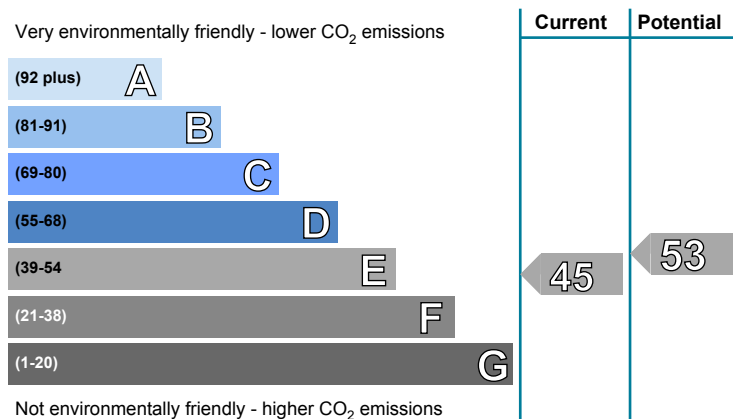 Very environmentally friendly - lower CO₂ emissions
Current
Potential
(92 plus) A
(81-91) B
(69-80) C
(55-68) D
(39-54 E
(21-38) F
(1-20) G
45
53
Not environmentally friendly - higher CO₂ emissions